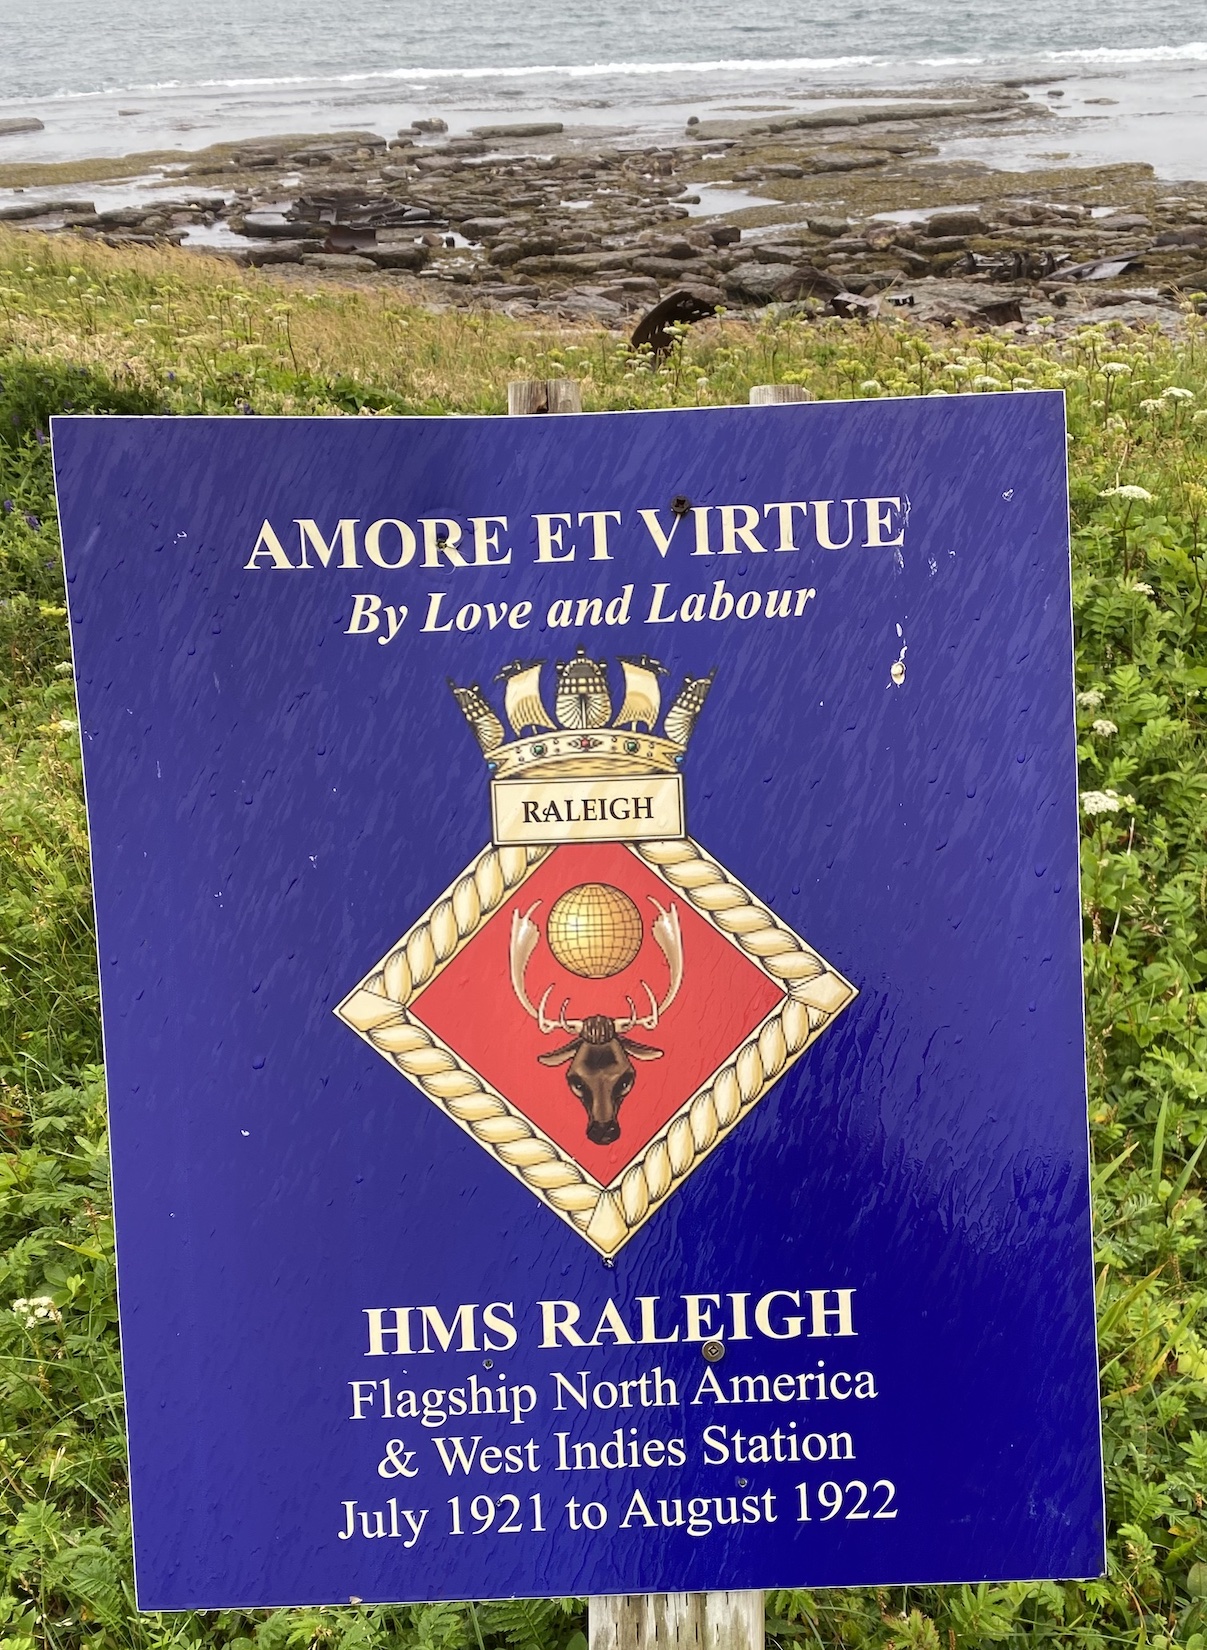 AMORE ET VIRTUE
By Love and Labour
RALEIGH
HMS RALEIGH
Flagship North America
& West Indies Station
July 1921 to August 1922